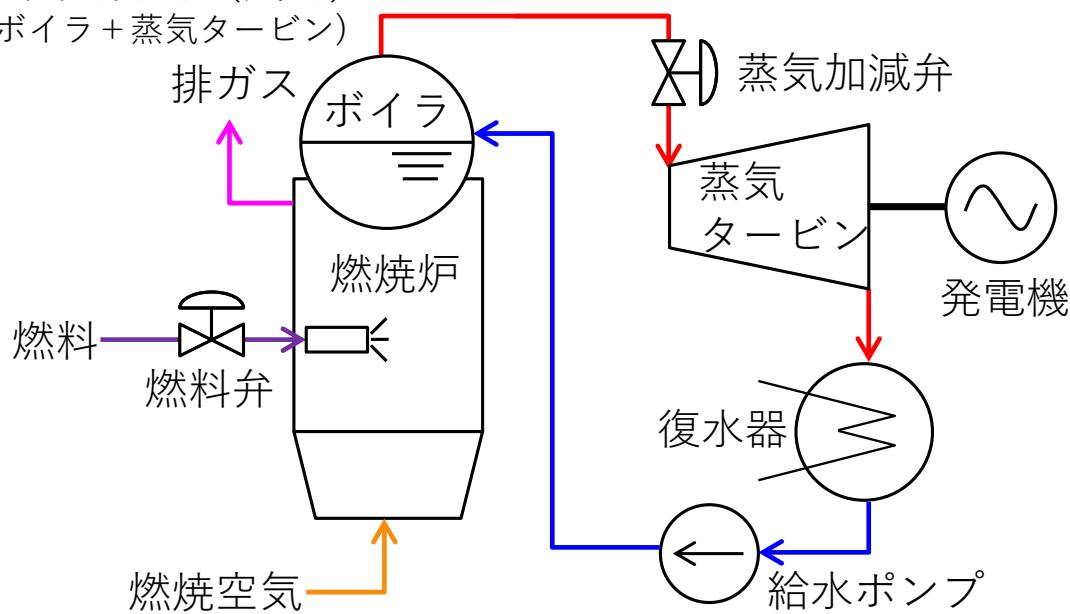 ボイラ＋蒸気タービン)
排ガス
ボイラ
蒸気加減弁
蒸気
タービン
燃焼炉
発電機
燃料
燃料弁
復水器
燃焼空気
給水ポンプ